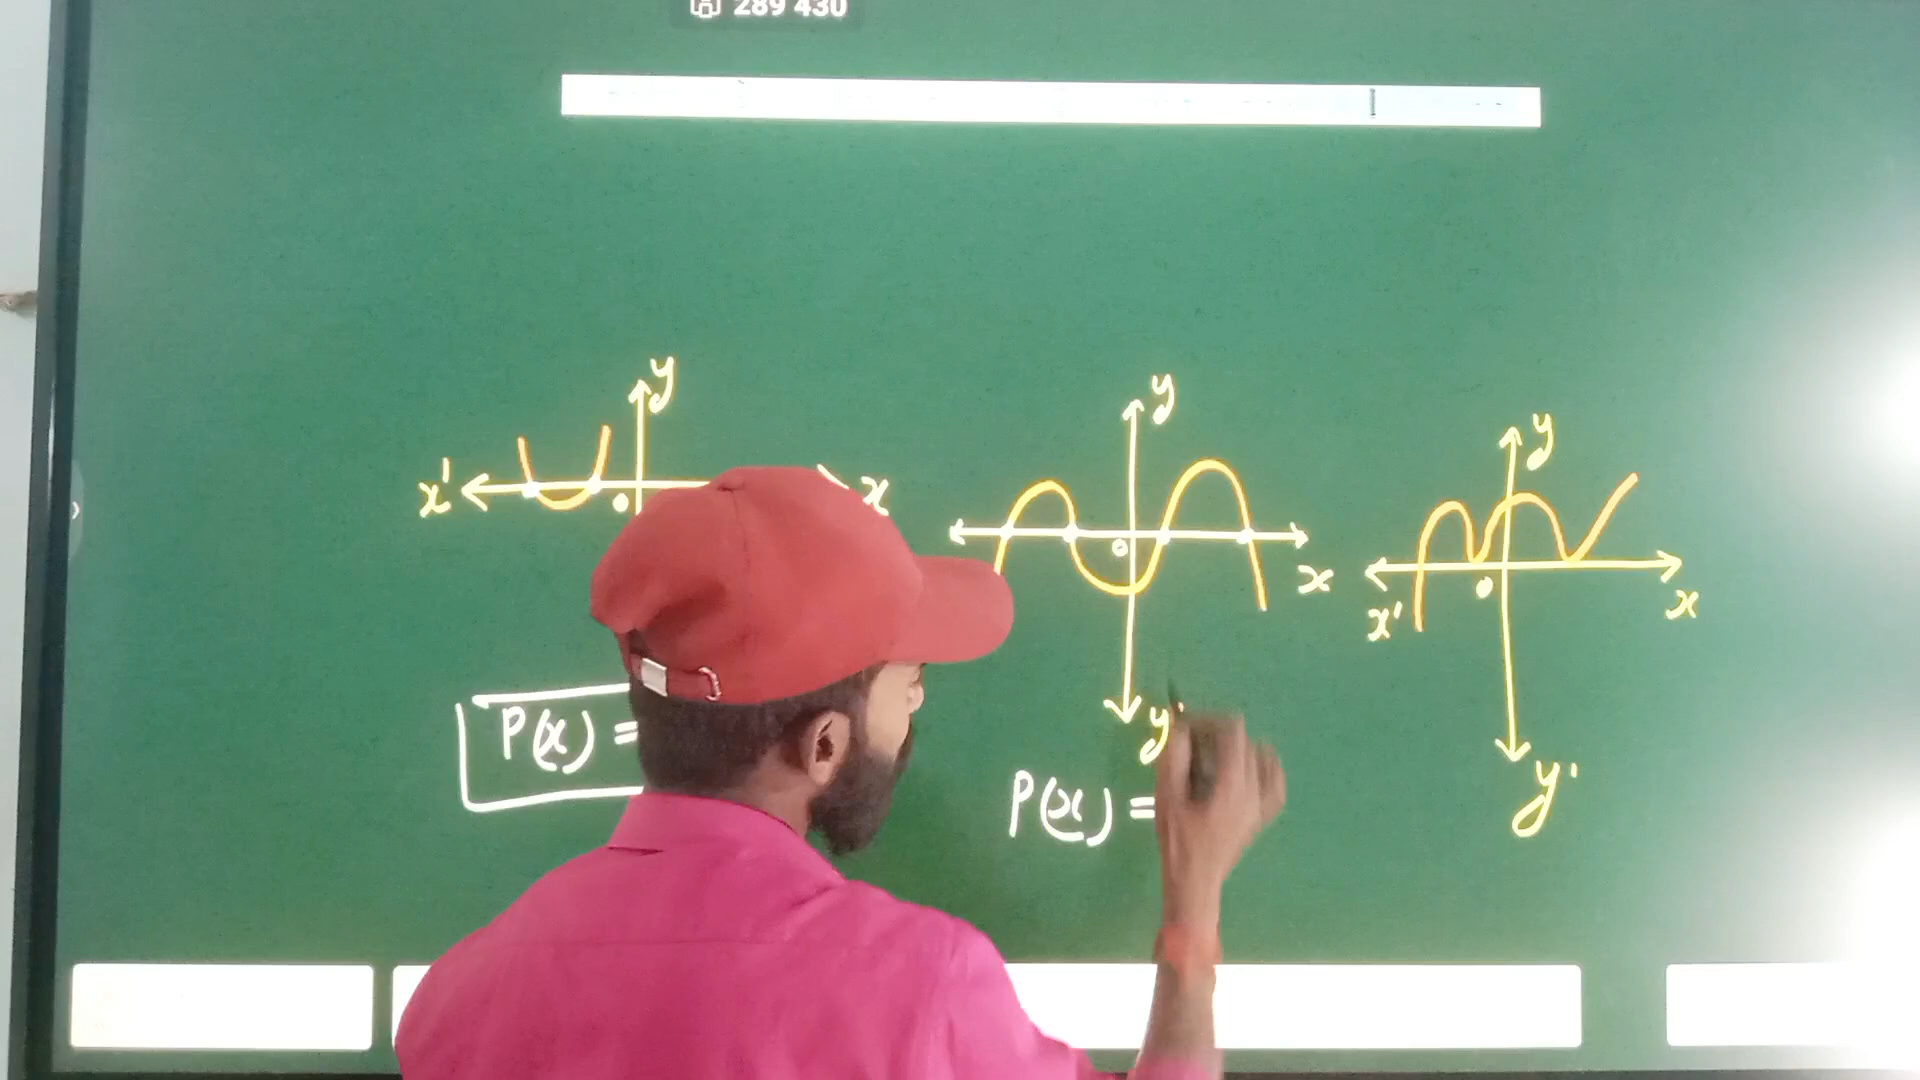 289 430
y
x' o x
P(x) =
y
o x
y'
P(x) =
y
x' o x
y'